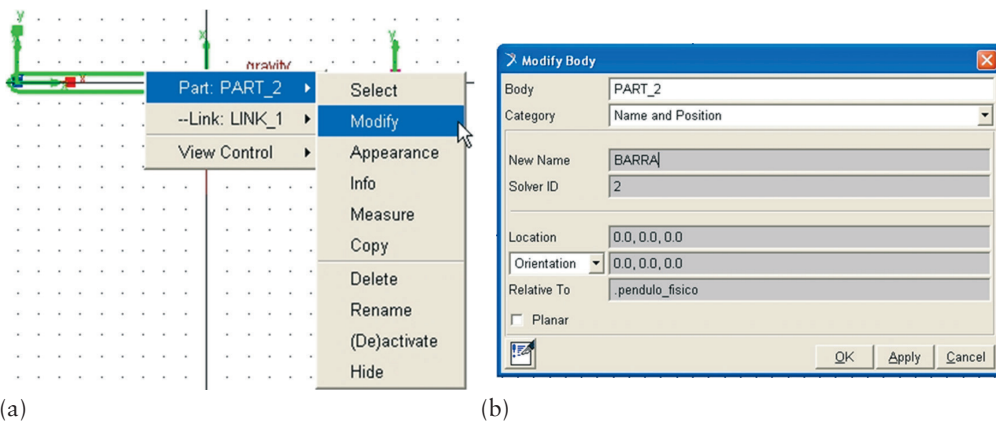 y
x
y
gravity
x
Part: PART_2
--Link: LINK_1
View Control
Select
Modify
Appearance
Info
Measure
Copy
Delete
Rename
(De)activate
Hide
(a)
Modify Body
Body PART_2
Category Name and Position
New Name BARRA
Solver ID 2
Location 0.0, 0.0, 0.0
Orientation 0.0, 0.0, 0.0
Relative To .pendulo_fisico
Planar
OK Apply Cancel
(b)